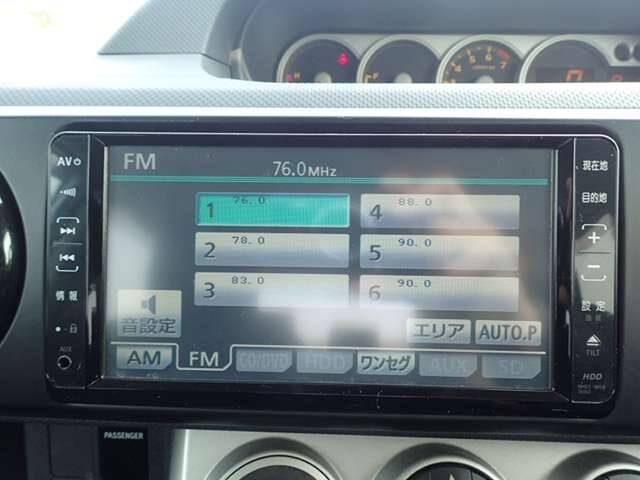 H
F
7
0
AV
FM
76.0MHz
現在地
1 76.0
4 88.0
目的地
2 78.0
5 90.0
3 83.0
6 90.0
情報
設定
音設定
エリア
AUTO.P
AUX
AM
FM
CD/DVD
HDD
ワンセグ
AUX
SD
TILT
HDD
PASSENGER